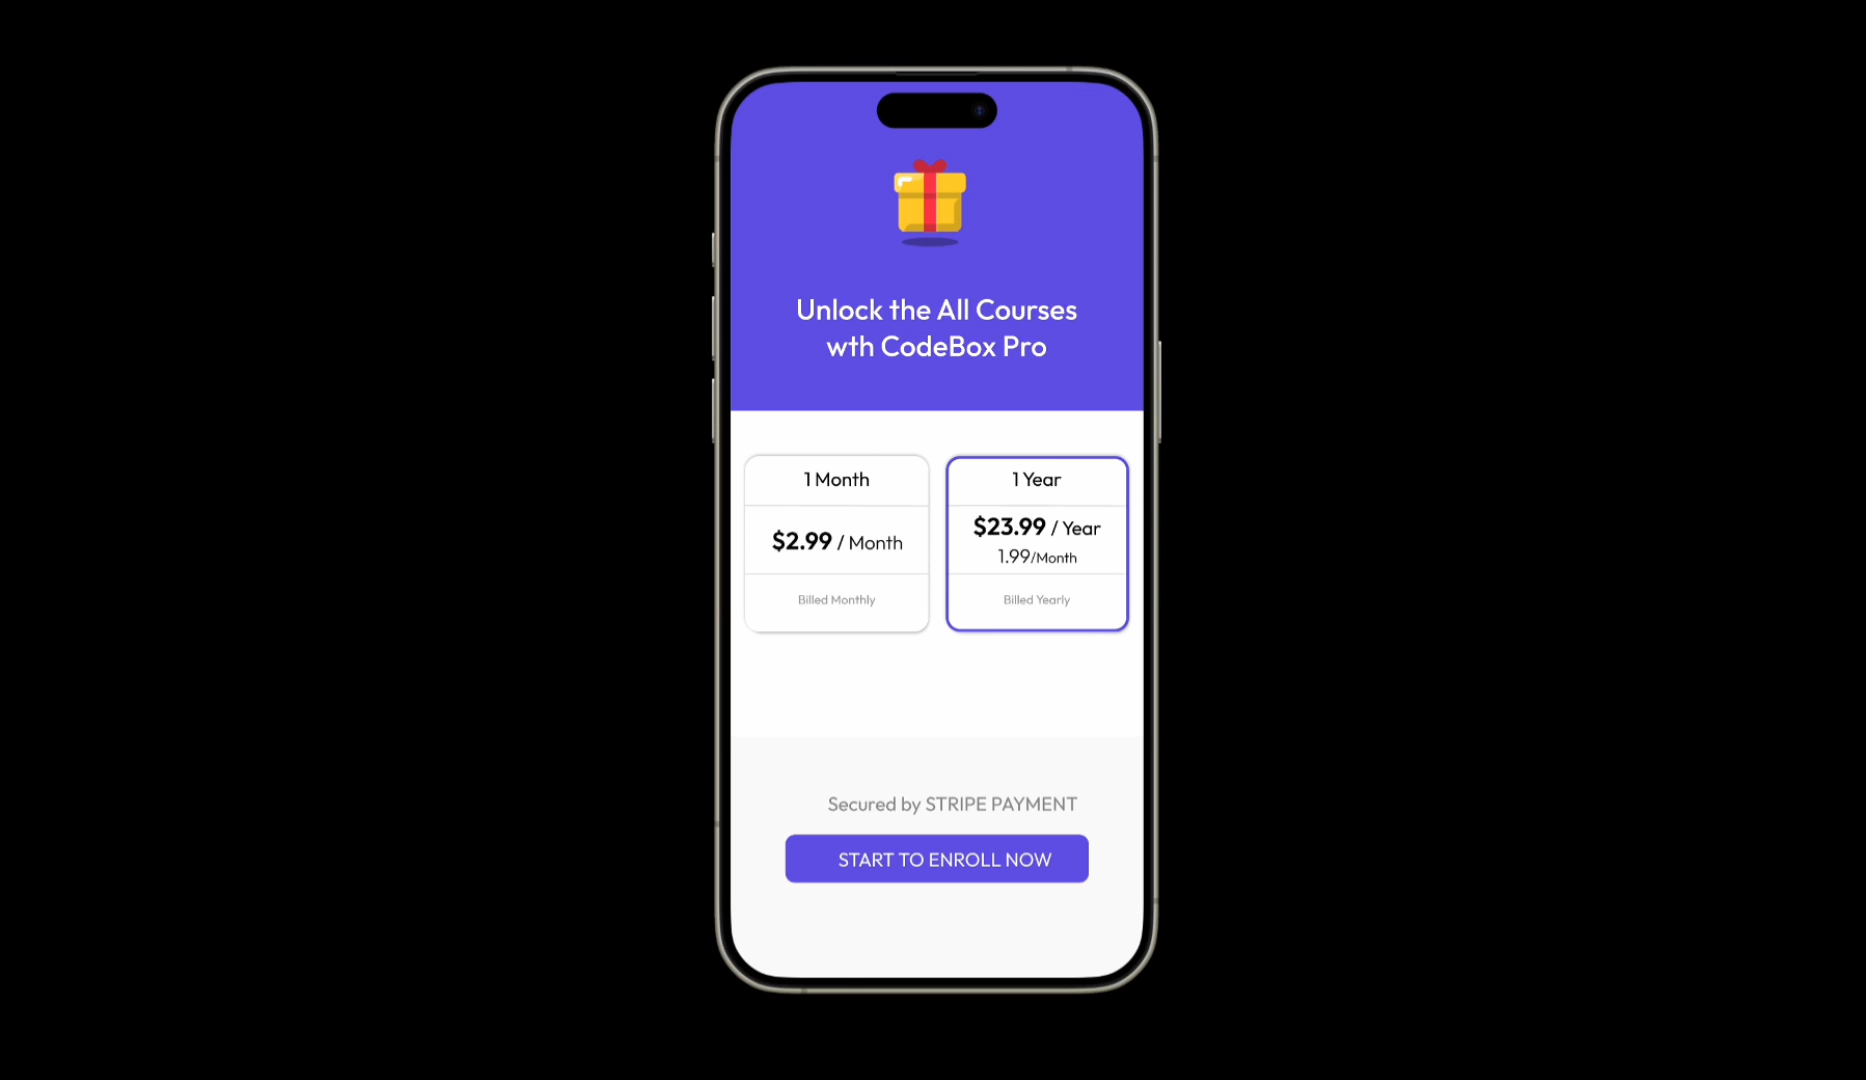 Unlock the All Courses
wth CodeBox Pro
1 Month
$2.99 / Month
Billed Monthly
1 Year
$23.99 / Year
1.99/Month
Billed Yearly
Secured by STRIPE PAYMENT
START TO ENROLL NOW